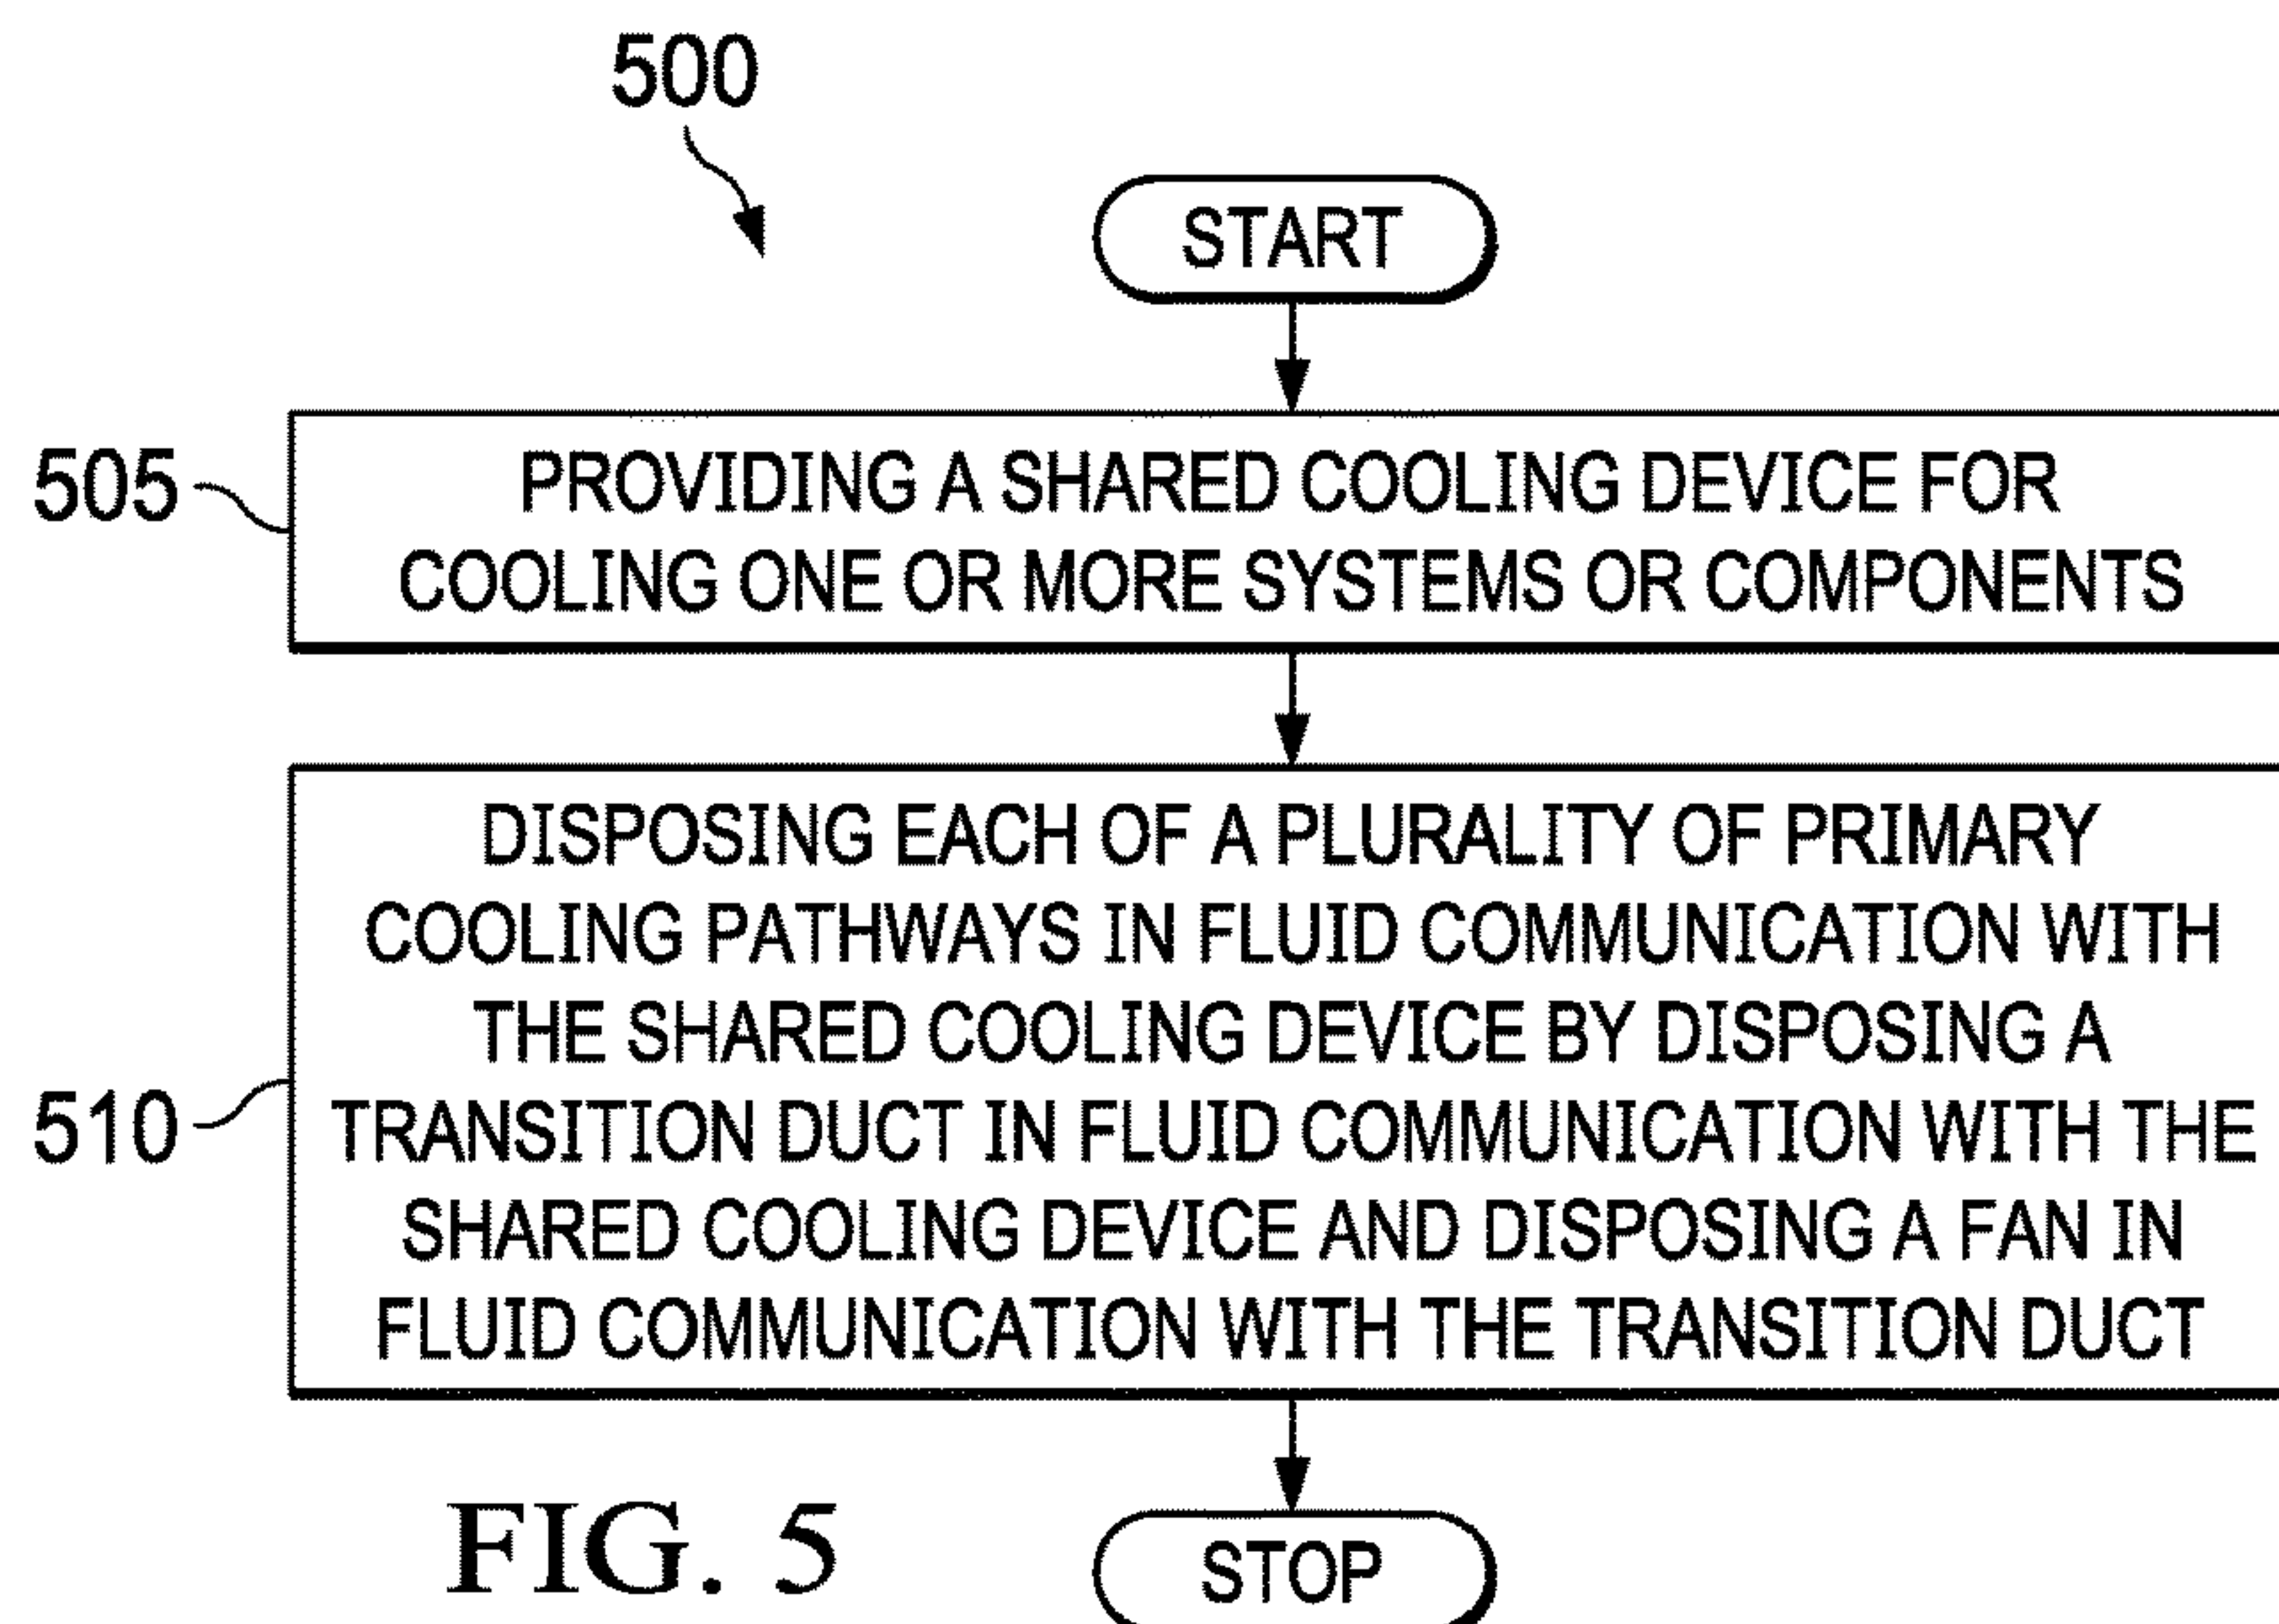 500
START
505
PROVIDING A SHARED COOLING DEVICE FOR
COOLING ONE OR MORE SYSTEMS OR COMPONENTS
510
DISPOSING EACH OF A PLURALITY OF PRIMARY
COOLING PATHWAYS IN FLUID COMMUNICATION WITH
THE SHARED COOLING DEVICE BY DISPOSING A
TRANSITION DUCT IN FLUID COMMUNICATION WITH THE
SHARED COOLING DEVICE AND DISPOSING A FAN IN
FLUID COMMUNICATION WITH THE TRANSITION DUCT
STOP
FIG. 5